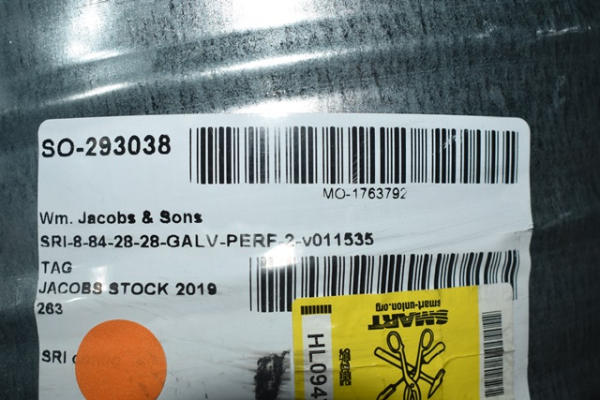 SO-293038
MO-1763792
Wm. Jacobs & Sons
SRI-8-84-28-28-GALV-PERF-2-v011535
TAG
JACOBS STOCK 2019
263
SRI
SMART
smart-union.org